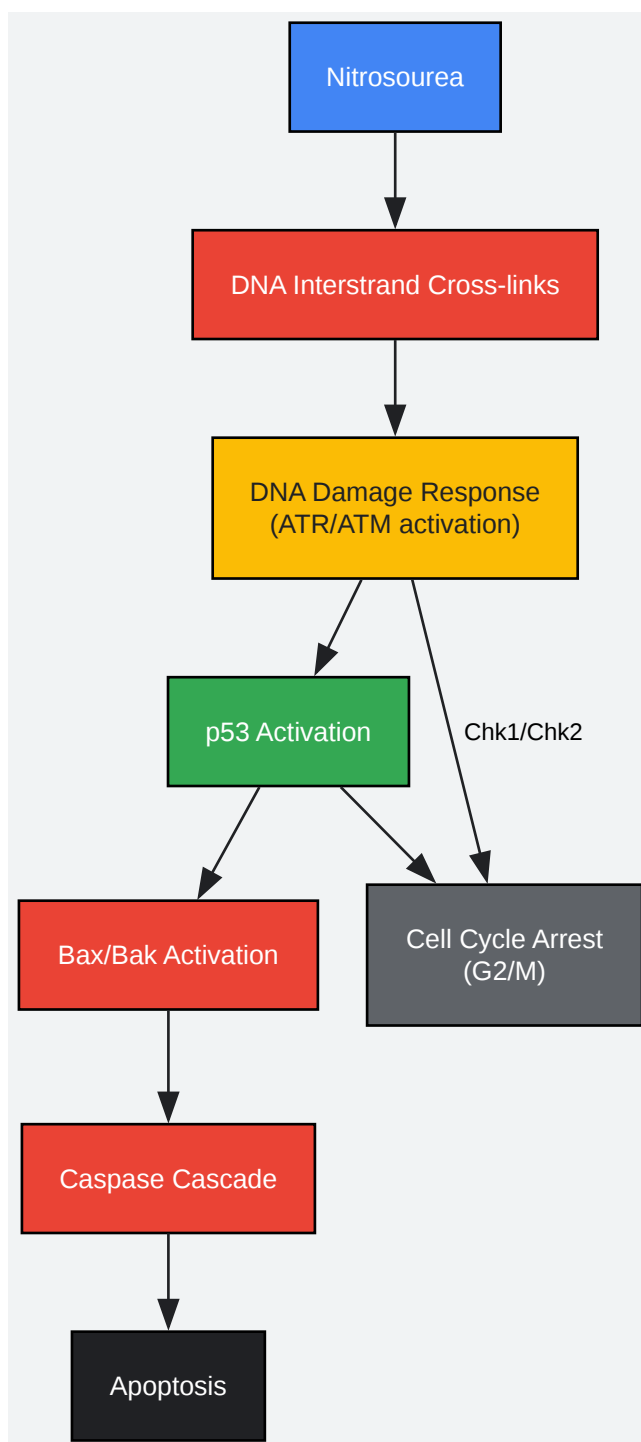 Nitrosourea
DNA Interstrand Cross-links
DNA Damage Response
(ATR/ATM activation)
p53 Activation
Chk1/Chk2
Bax/Bak Activation
Cell Cycle Arrest
(G2/M)
Caspase Cascade
Apoptosis